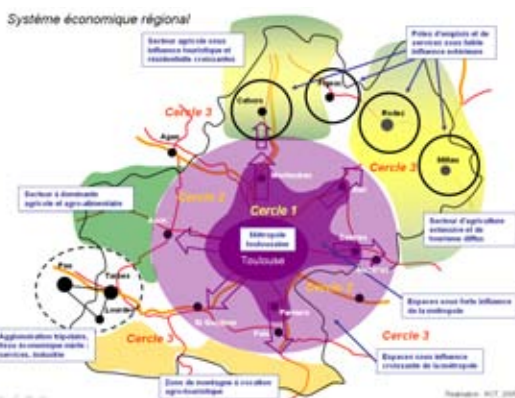 Système économique régional
Secteur agricole sous
influence touristique et
résidentielle croissantes
Pôles d'emplois et de
services sous faible
influence extérieure
Cahors
Figeac
Rodez
Millau
Cercle 3
Agen
Montauban
Cercle 3
Cercle 2
Albi
Secteur à dominante
agricole et agro-alimentaire
Cercle 1
Auch
Métropole
toulousaine
Toulouse
Castres
Secteur d'agriculture
extensive et de
tourisme diffus
Pau
Tarbes
Lourdes
Cercle 2
Espaces sous forte influence
de la métropole
St Gaudens
Pamiers
Foix
Agglomération tripolaire,
économique mixte :
services, industrie
Cercle 3
Cercle 3
Espaces sous influence
croissante de la métropole
Zone de montagne à vocation
agro-touristique
Réalisation :